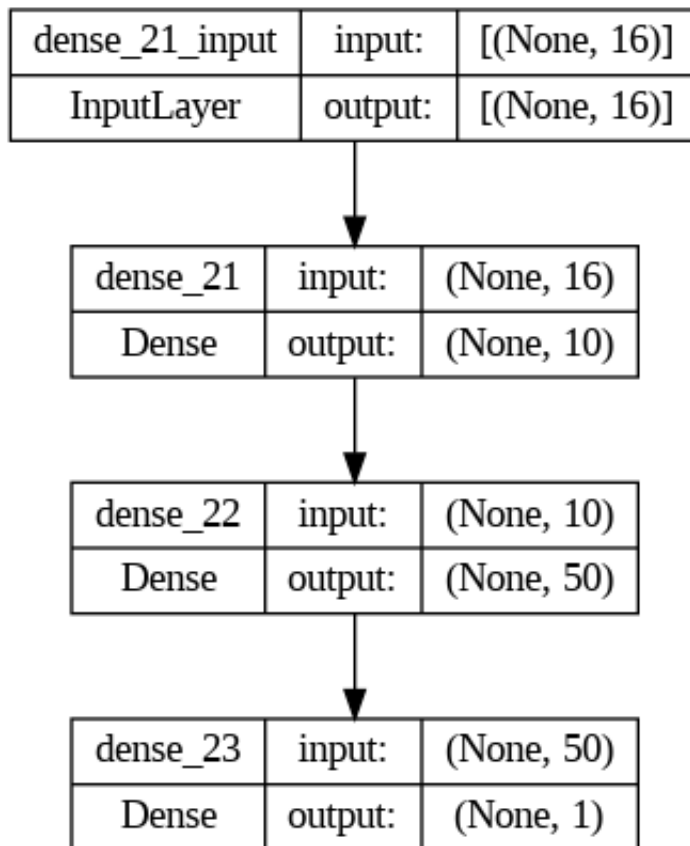 dense_21_input input: [(None, 16)]
InputLayer output: [(None, 16)]
dense_21 input: (None, 16)
Dense output: (None, 10)
dense_22 input: (None, 10)
Dense output: (None, 50)
dense_23 input: (None, 50)
Dense output: (None, 1)